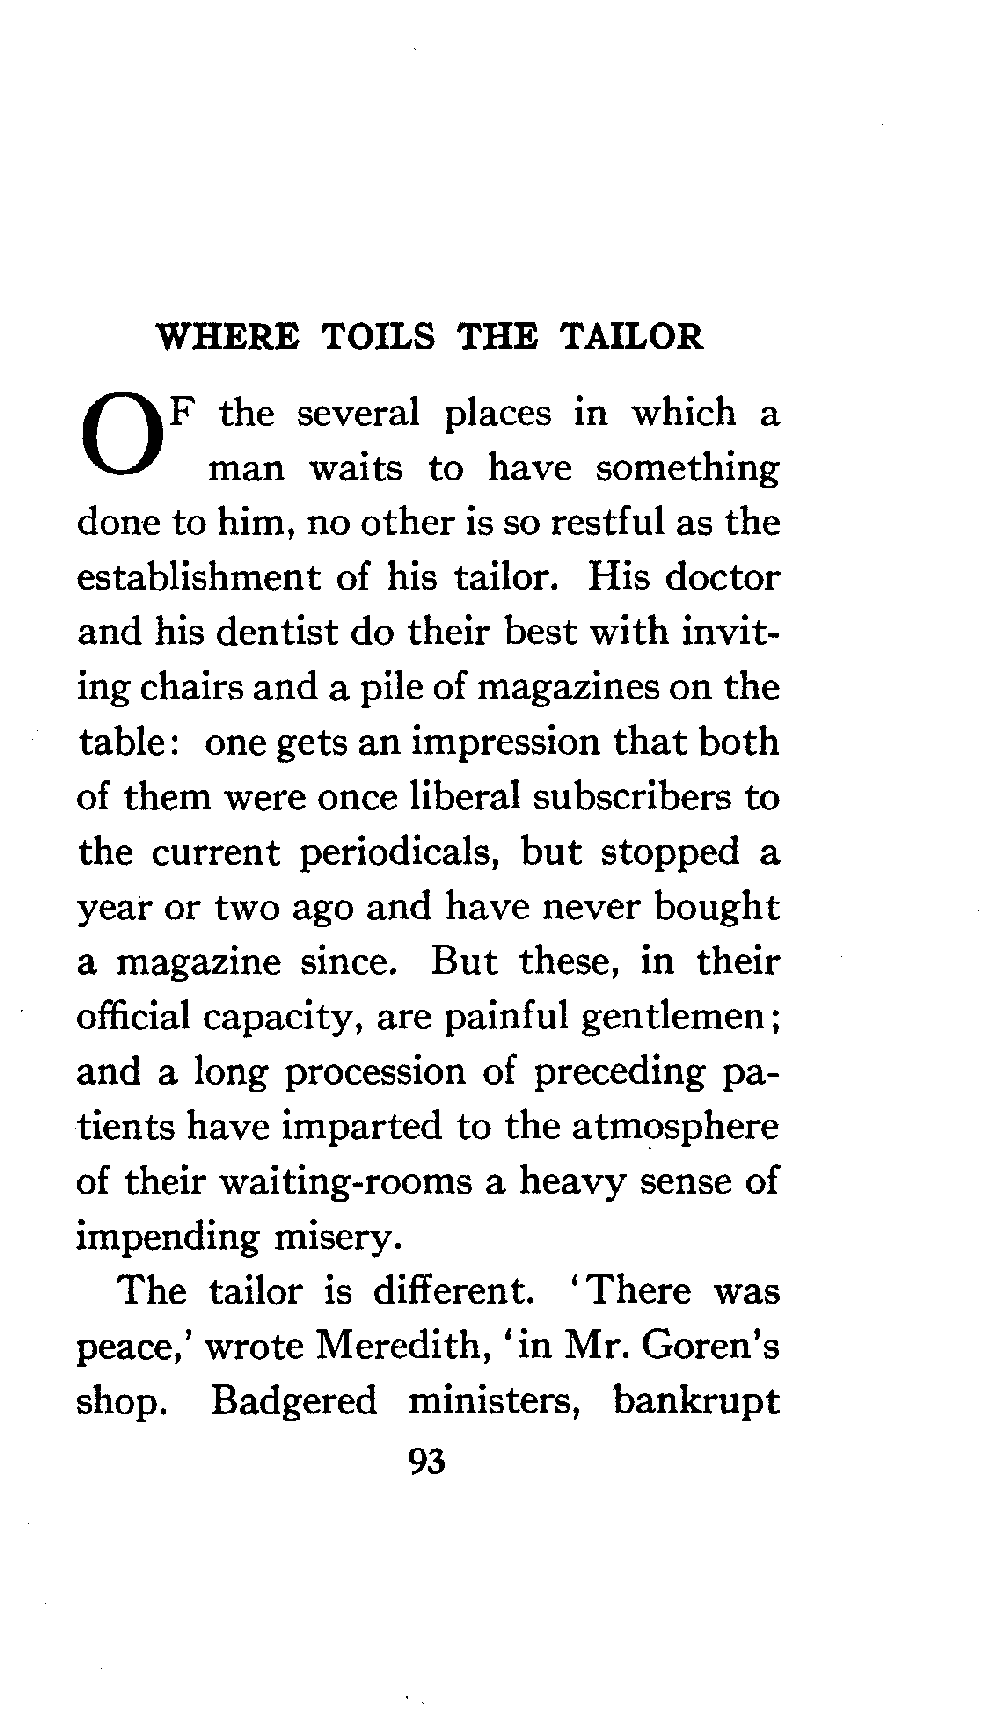 WHERE TOILS THE TAILOR
OF the several places in which a
man waits to have something
done to him, no other is so restful as the
establishment of his tailor. His doctor
and his dentist do their best with invit-
ing chairs and a pile of magazines on the
table: one gets an impression that both
of them were once liberal subscribers to
the current periodicals, but stopped a
year or two ago and have never bought
a magazine since. But these, in their
official capacity, are painful gentlemen;
and a long procession of preceding pa-
tients have imparted to the atmosphere
of their waiting-rooms a heavy sense of
impending misery.
The tailor is different. ‘There was
peace,’ wrote Meredith, ‘in Mr. Goren’s
shop. Badgered ministers, bankrupt
93